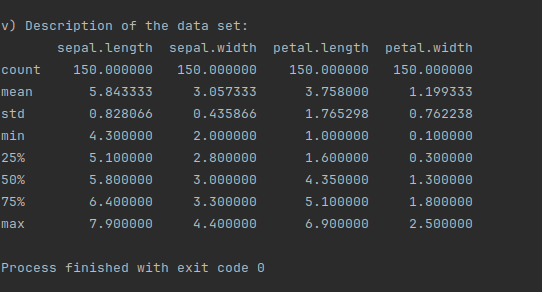 v) Description of the data set:
sepal.length sepal.width petal.length petal.width
count 150.000000 150.000000 150.000000 150.000000
mean 5.843333 3.057333 3.758000 1.199333
std 0.828066 0.435866 1.765298 0.762238
min 4.300000 2.000000 1.000000 0.100000
25% 5.100000 2.800000 1.600000 0.300000
50% 5.800000 3.000000 4.350000 1.300000
75% 6.400000 3.300000 5.100000 1.800000
max 7.900000 4.400000 6.900000 2.500000
Process finished with exit code 0